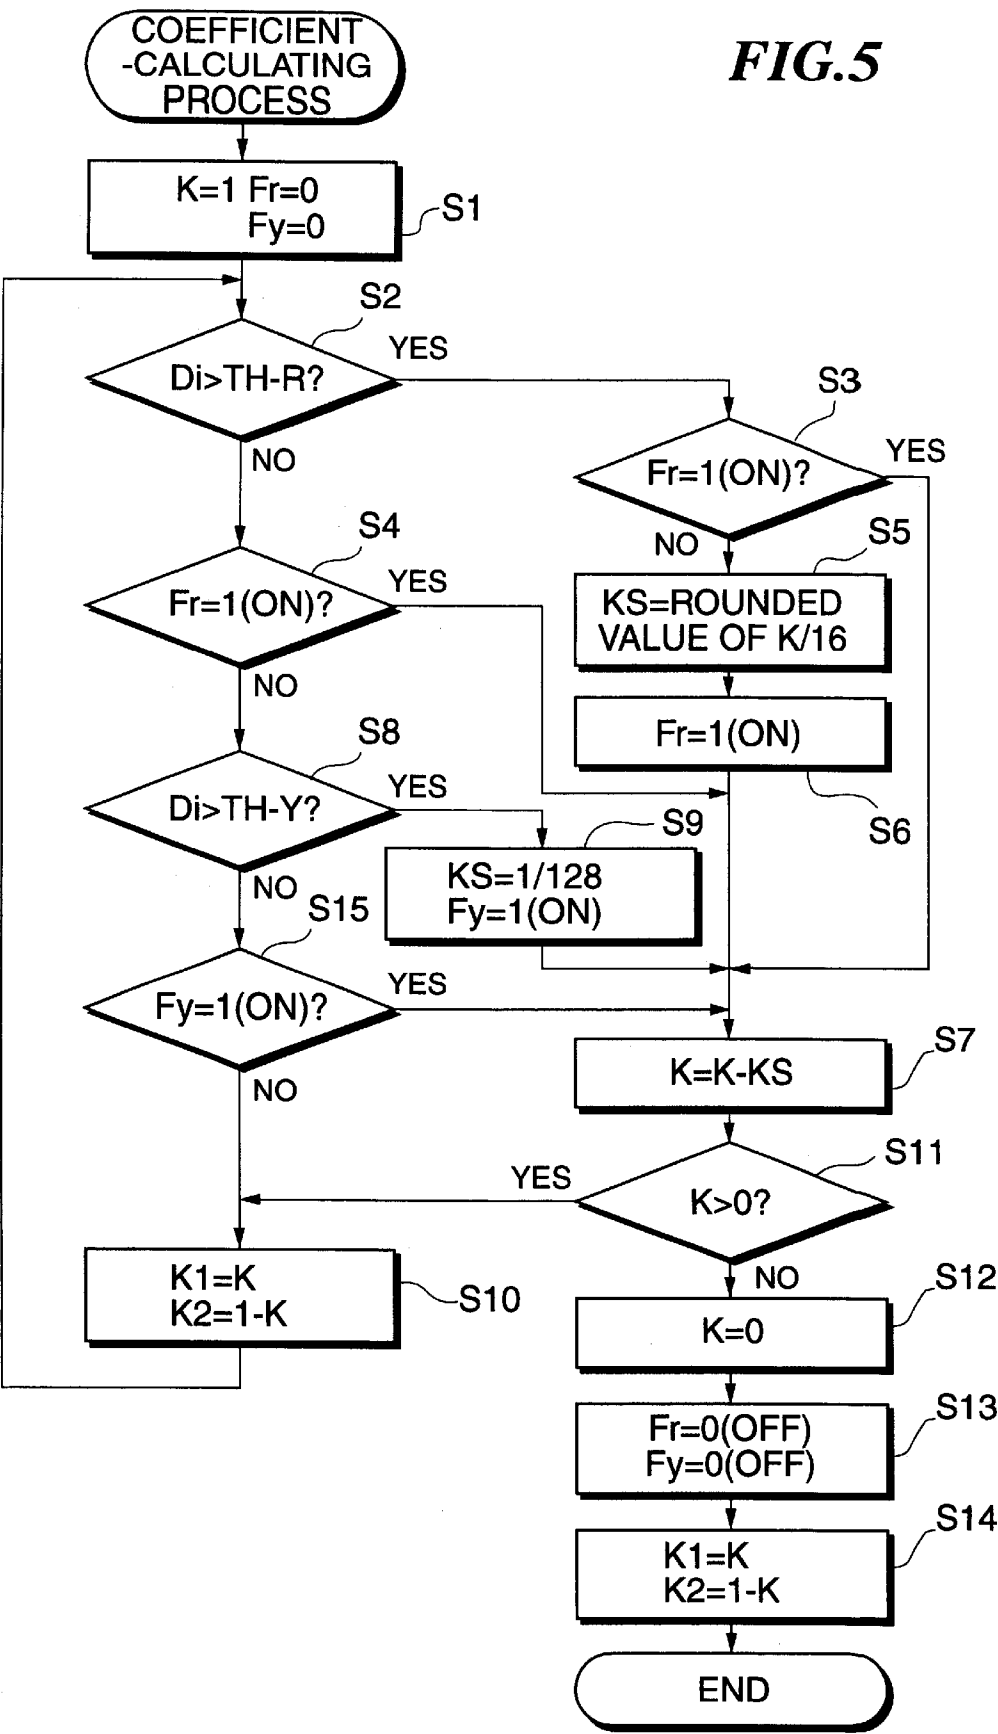 COEFFICIENT
-CALCULATING
PROCESS
FIG.5
K=1 Fr=0
Fy=0
S1
S2
Di>TH-R?
YES
NO
S3
Fr=1(ON)?
YES
NO
S4
Fr=1(ON)?
YES
NO
S5
KS=ROUNDED
VALUE OF K/16
Fr=1(ON)
S6
S8
Di>TH-Y?
YES
NO
S9
KS=1/128
Fy=1(ON)
S15
Fy=1(ON)?
YES
NO
S7
K=K-KS
S11
K>0?
YES
NO
K1=K
K2=1-K
S10
S12
K=0
S13
Fr=0(OFF)
Fy=0(OFF)
S14
K1=K
K2=1-K
END